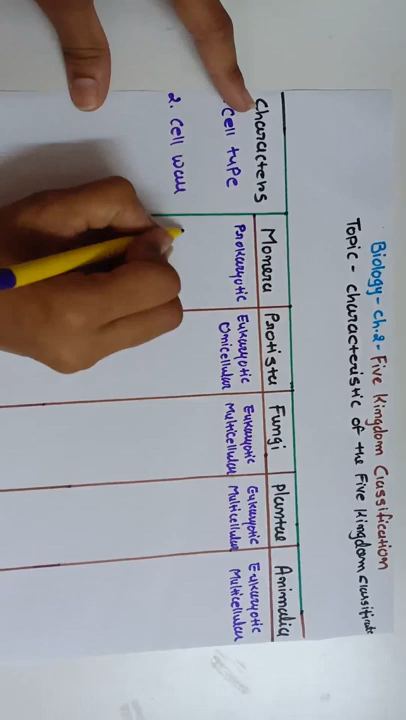 Biology - Ch.2 - Five Kingdom Classification
Topic - characteristic of the Five Kingdom Classificati
Characters Monera Protista Fungi Plantae Animalia
Cell type Prokaryotic Eukaryotic Eukaryotic Eukaryotic Eukaryotic
Unicellular Multicellular Multicellular Multicellular
2. Cell wall